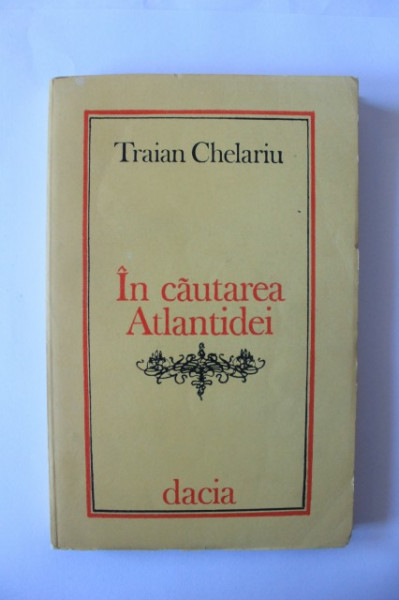 Traian Chelariu
În căutarea
Atlantidei
dacia